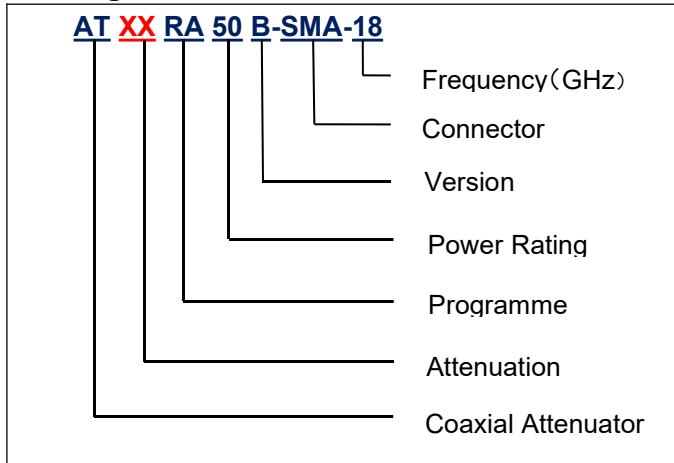 AT XX RA 50 B-SMA-18
Frequency（GHz）
Connector
Version
Power Rating
Programme
Attenuation
Coaxial Attenuator